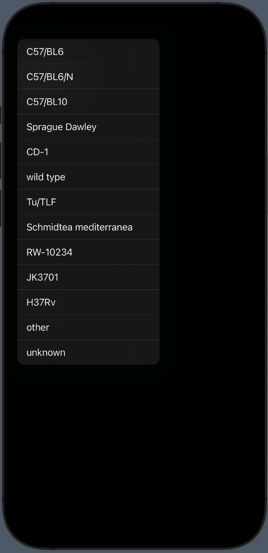 C57/BL6
C57/BL6/N
C57/BL10
Sprague Dawley
CD-1
wild type
Tu/TLF
Schmidtea mediterranea
RW-10234
JK3701
H37Rv
other
unknown